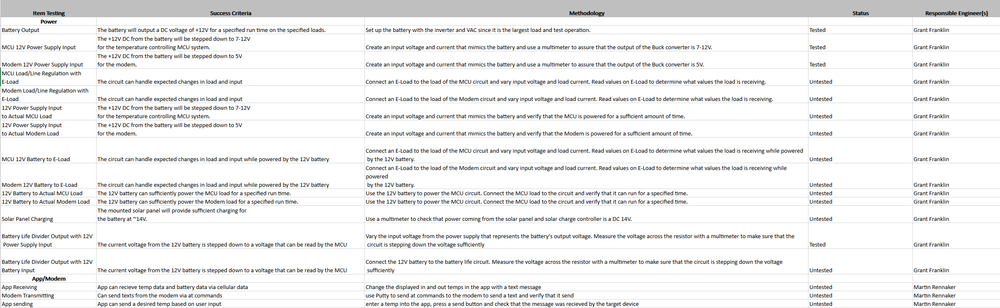 Item Testing Success Criteria Methodology Status Responsible Engineer(s)
Power
Battery Output The battery will output a DC voltage of +12V for a specified run time on the specified loads. Set up the battery with the inverter and VAC since it is the largest load and test operation. Tested Grant Franklin
The +12V DC from the battery will be stepped down to 7-12V
MCU 12V Power Supply Input for the temperature controlling MCU system. Create an input voltage and current that mimics the battery and use a multimeter to assure that the output of the Buck converter is 7-12V. Tested Grant Franklin
The +12V DC from the battery will be stepped down to 5V
Modem 12V Power Supply Input for the modem. Create an input voltage and current that mimics the battery and use a multimeter to assure that the output of the Buck converter is 5V. Tested Grant Franklin
MCU Load/Line Regulation with
E-Load The circuit can handle expected changes in load and input Connect an E-Load to the load of the MCU circuit and vary input voltage and load current. Read values on E-Load to determine what values the load is receiving. Untested Grant Franklin
Modem Load/Line Regulation with
E-Load The circuit can handle expected changes in load and input Connect an E-Load to the load of the Modem circuit and vary input voltage and load current. Read values on E-Load to determine what values the load is receiving. Untested Grant Franklin
12V Power Supply Input The +12V DC from the battery will be stepped down to 7-12V
to Actual MCU Load for the temperature controlling MCU system. Create an input voltage and current that mimics the battery and verify that the MCU is powered for a sufficient amount of time. Untested Grant Franklin
12V Power Supply Input The +12V DC from the battery will be stepped down to 5V
to Actual Modem Load for the modem. Create an input voltage and current that mimics the battery and verify that the Modem is powered for a sufficient amount of time. Untested Grant Franklin
Connect an E-Load to the load of the MCU circuit and vary input voltage and load current. Read values on E-Load to determine what values the load is receiving while powered
MCU 12V Battery to E-Load The circuit can handle expected changes in load and input while powered by the 12V battery by the 12V battery. Untested Grant Franklin
Connect an E-Load to the load of the Modem circuit and vary input voltage and load current. Read values on E-Load to determine what values the load is receiving while
powered
Modem 12V Battery to E-Load The circuit can handle expected changes in load and input while powered by the 12V battery by the 12V battery. Untested Grant Franklin
12V Battery to Actual MCU Load The 12V battery can sufficiently power the MCU load for a specified run time. Use the 12V battery to power the MCU circuit. Connect the MCU load to the circuit and verify that it can run for a specified time. Untested Grant Franklin
12V Battery to Actual Modem Load The 12V battery can sufficiently power the Modem load for a specified run time. Use the 12V battery to power the MCU circuit. Connect the MCU load to the circuit and verify that it can run for a specified time. Untested Grant Franklin
The mounted solar panel will provide sufficient charging for
Solar Panel Charging the battery at ~14V. Use a multimeter to check that power coming from the solar panel and solar charge controller is a DC 14V. Untested Grant Franklin
Battery Life Divider Output with 12V Vary the input voltage from the power supply that represents the battery's output voltage. Measure the voltage across the resistor with a multimeter to make sure that the
Power Supply Input The current voltage from the 12V battery is stepped down to a voltage that can be read by the MCU circuit is stepping down the voltage sufficiently Tested Grant Franklin
Battery Life Divider Output with 12V Connect the 12V battery to the battery life circuit. Measure the voltage across the resistor with a multimeter to make sure that the circuit is stepping down the voltage
Battery Input The current voltage from the 12V battery is stepped down to a voltage that can be read by the MCU sufficiently Untested Grant Franklin
App/Modem
App Receiving App can recieve temp data and battery data via cellular data Change the displayed in and out temps in the app with a text message Untested Martin Rennaker
Modem Transmitting Can send texts from the modem via at commands use Putty to send at commands to the modem to send a text and verify that it send Untested Martin Rennaker
App sending App can send a desired temp based on user input enter a temp into the app, press a send button and check that the message was recieved by the target device Untested Martin Rennaker